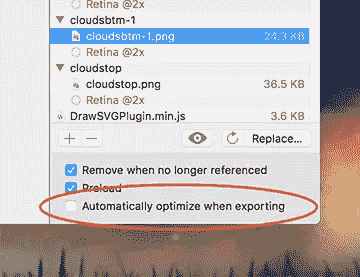 Retina @2x
cloudsbtm-1
cloudsbtm-1.png 24.3 KB
Retina @2x
cloudstop
cloudstop.png 36.5 KB
Retina @2x
DrawSVGPlugin.min.js 3.6 KB
Replace...
Remove when no longer referenced
Preload
Automatically optimize when exporting